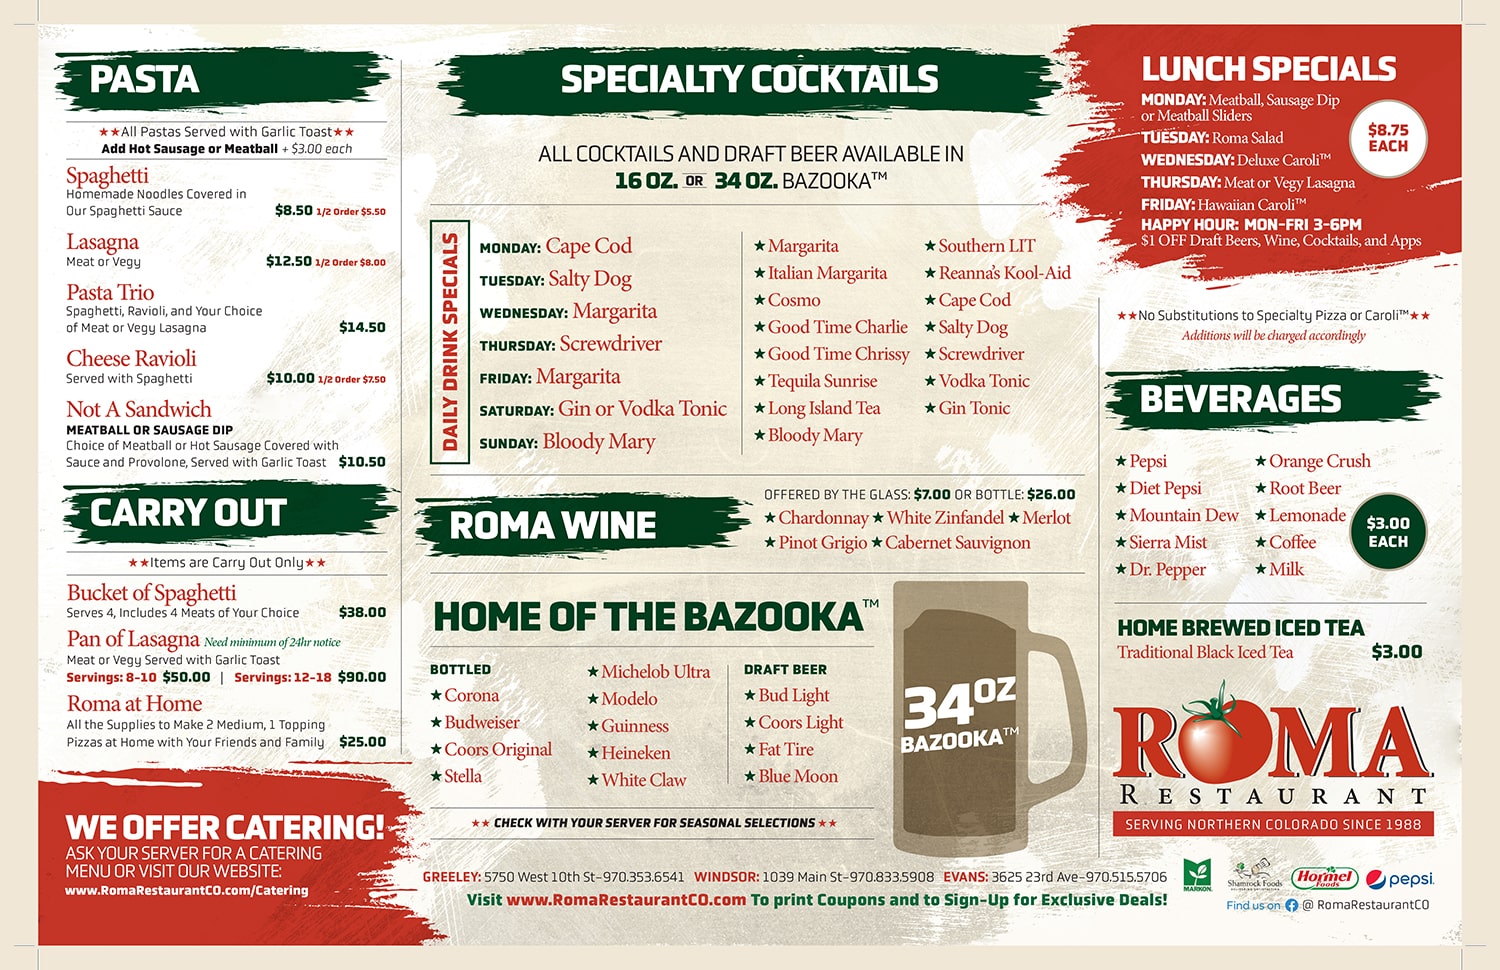 PASTA
★★All Pastas Served with Garlic Toast★★
Add Hot Sausage or Meatball + $3.00 each
Spaghetti
Homemade Noodles Covered in
Our Spaghetti Sauce $8.50 1/2 Order $5.50
Lasagna
Meat or Vegy $12.50 1/2 Order $8.00
Pasta Trio
Spaghetti, Ravioli, and Your Choice
of Meat or Vegy Lasagna $14.50
Cheese Ravioli
Served with Spaghetti $10.00 1/2 Order $7.50
Not A Sandwich
MEATBALL OR SAUSAGE DIP
Choice of Meatball or Hot Sausage Covered with
Sauce and Provolone, Served with Garlic Toast $10.50
CARRY OUT
★★Items are Carry Out Only★★
Bucket of Spaghetti
Serves 4, Includes 4 Meats of Your Choice $38.00
Pan of Lasagna Need minimum of 24hr notice
Meat or Vegy Served with Garlic Toast
Servings: 8-10 $50.00 | Servings: 12-18 $90.00
Roma at Home
All the Supplies to Make 2 Medium, 1 Topping
Pizzas at Home with Your Friends and Family $25.00
WE OFFER CATERING!
ASK YOUR SERVER FOR A CATERING
MENU OR VISIT OUR WEBSITE:
www.RomaRestaurantCO.com/Catering
SPECIALTY COCKTAILS
ALL COCKTAILS AND DRAFT BEER AVAILABLE IN
16 OZ. OR 34 OZ. BAZOOKA™
DAILY DRINK SPECIALS
MONDAY: Cape Cod
TUESDAY: Salty Dog
WEDNESDAY: Margarita
THURSDAY: Screwdriver
FRIDAY: Margarita
SATURDAY: Gin or Vodka Tonic
SUNDAY: Bloody Mary
★Margarita
★Italian Margarita
★Cosmo
★Good Time Charlie
★Good Time Chrissy
★Tequila Sunrise
★Long Island Tea
★Bloody Mary
★Southern LIT
★Reanna's Kool-Aid
★Cape Cod
★Salty Dog
★Screwdriver
★Vodka Tonic
★Gin Tonic
ROMA WINE
OFFERED BY THE GLASS: $7.00 OR BOTTLE: $26.00
★Chardonnay ★White Zinfandel ★Merlot
★Pinot Grigio ★Cabernet Sauvignon
HOME OF THE BAZOOKA™
BOTTLED
★Corona
★Budweiser
★Coors Original
★Stella
★Michelob Ultra
★Modelo
★Guinness
★Heineken
★White Claw
DRAFT BEER
★Bud Light
★Coors Light
★Fat Tire
★Blue Moon
34OZ
BAZOOKA™
★★ CHECK WITH YOUR SERVER FOR SEASONAL SELECTIONS ★★
GREELEY: 5750 West 10th St–970.353.6541 WINDSOR: 1039 Main St–970.833.5908 EVANS: 3625 23rd Ave–970.515.5706
Visit www.RomaRestaurantCO.com To print Coupons and to Sign-Up for Exclusive Deals!
LUNCH SPECIALS
MONDAY: Meatball, Sausage Dip
or Meatball Sliders
TUESDAY: Roma Salad
WEDNESDAY: Deluxe Caroli™
THURSDAY: Meat or Vegy Lasagna
FRIDAY: Hawaiian Caroli™
$8.75
EACH
HAPPY HOUR: MON-FRI 3-6PM
$1 OFF Draft Beers, Wine, Cocktails, and Apps
★★No Substitutions to Specialty Pizza or Caroli™★★
Additions will be charged accordingly
BEVERAGES
★Pepsi
★Diet Pepsi
★Mountain Dew
★Sierra Mist
★Dr. Pepper
★Orange Crush
★Root Beer
★Lemonade
★Coffee
★Milk
$3.00
EACH
HOME BREWED ICED TEA
Traditional Black Iced Tea $3.00
ROMA
RESTAURANT
SERVING NORTHERN COLORADO SINCE 1988
MARKON.
Shamrock Foods
Hormel
Foods
pepsi.
Find us on @ RomaRestaurantCO